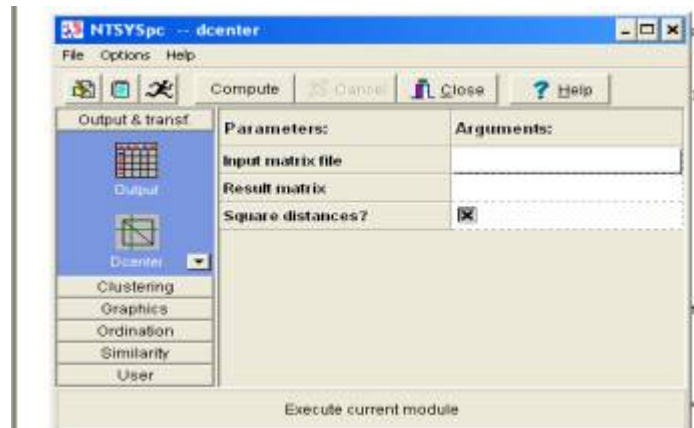 NTSYSpc -- dcenter
File Options Help
Compute Cancel Close Help
Output & transf.
Parameters: Arguments:
Input matrix file
Output
Result matrix
Square distances?
Dcenter
Clustering
Graphics
Ordination
Similarity
User
Execute current module